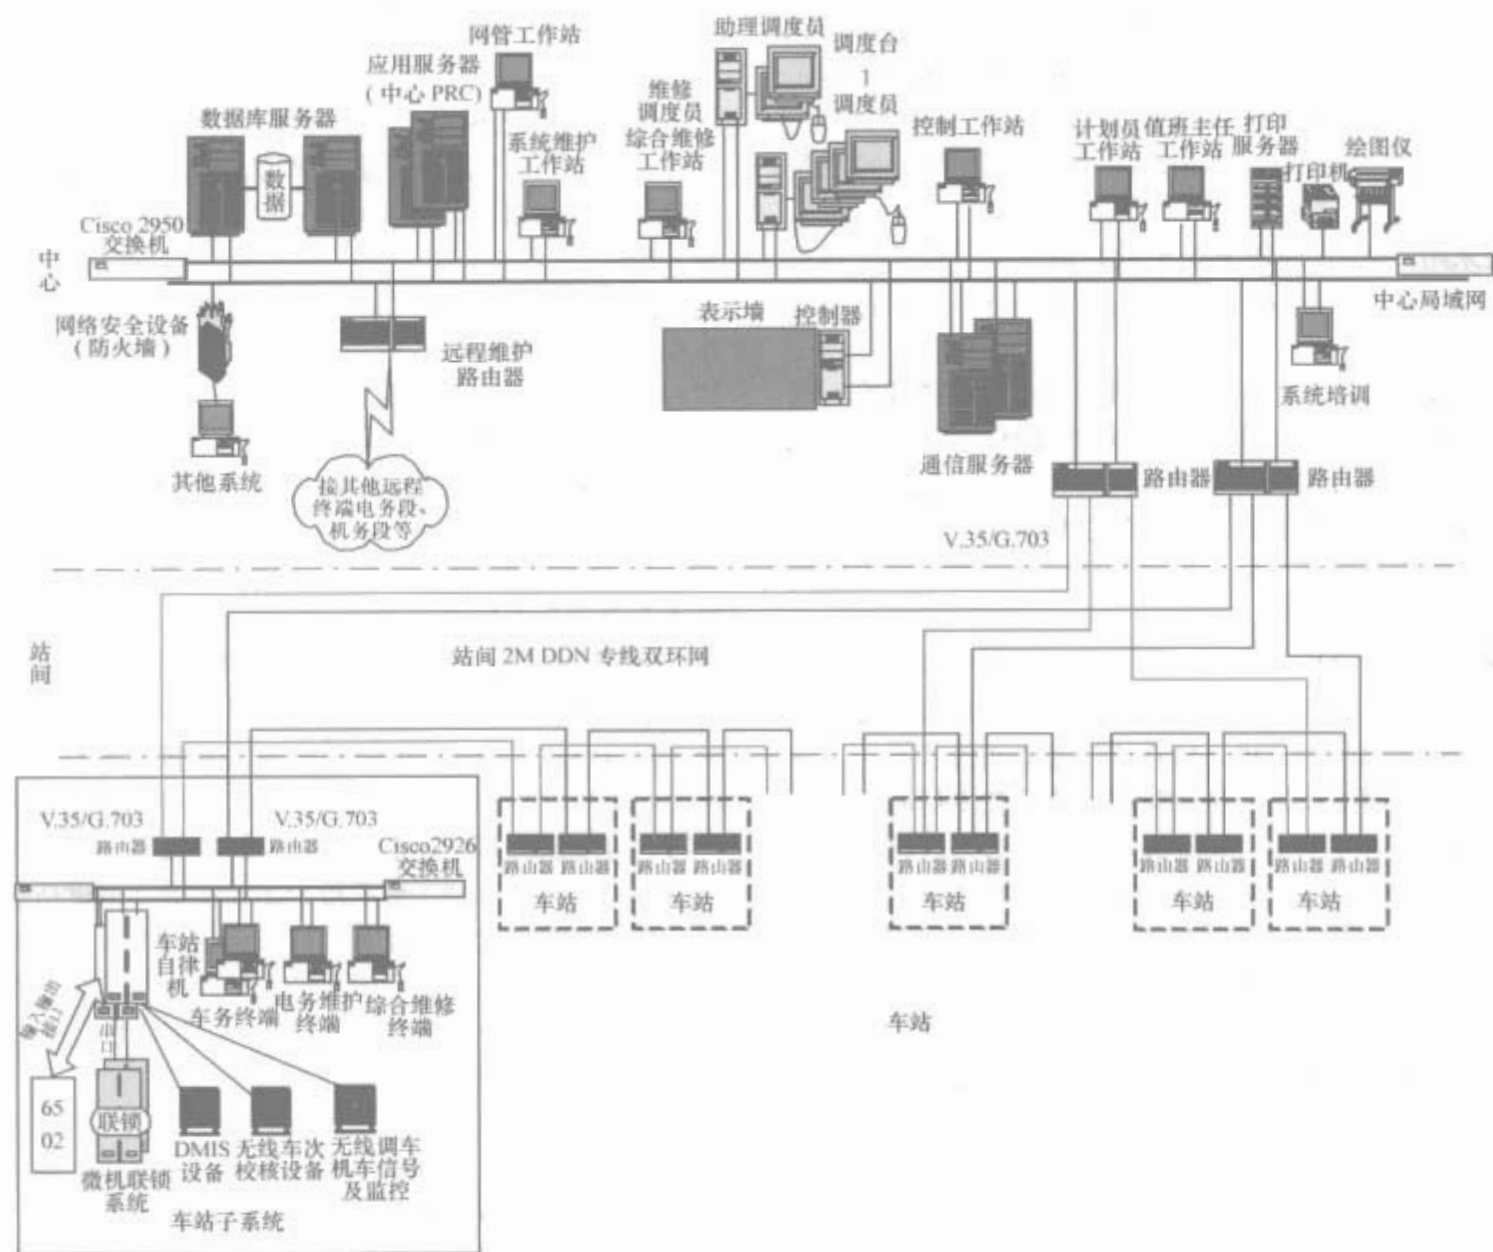 网管工作站
应用服务器
(中心 PRC)
数据库服务器
数
据
系统维护
工作站
维修
调度员
综合维修
工作站
助理调度员
调度台
1
调度员
控制工作站
计划员
工作站
值班主任
工作站
打印
服务器
打印机
绘图仪
Cisco 2950
交换机
中
心
中心局域网
网络安全设备
(防火墙)
其他系统
远程维护
路由器
接其他远程
终端电务段、
机务段等
表示墙
控制器
通信服务器
系统培训
路由器
路由器
V.35/G.703
站
间
站间 2M DDN 专线双环网
V.35/G.703
V.35/G.703
路由器
路由器
Cisco2926
交换机
车站
自律
机
车务终端
电务维护
终端
综合维修
终端
输入输出
接口
串
口
65
02
联锁
微机联锁
系统
DMIS
设备
无线车次
校核设备
无线调车
机车信号
及监控
车站子系统
路由器 路由器
车站
路由器 路由器
车站
路由器 路由器
车站
路由器 路由器
车站
路由器 路由器
车站
车站